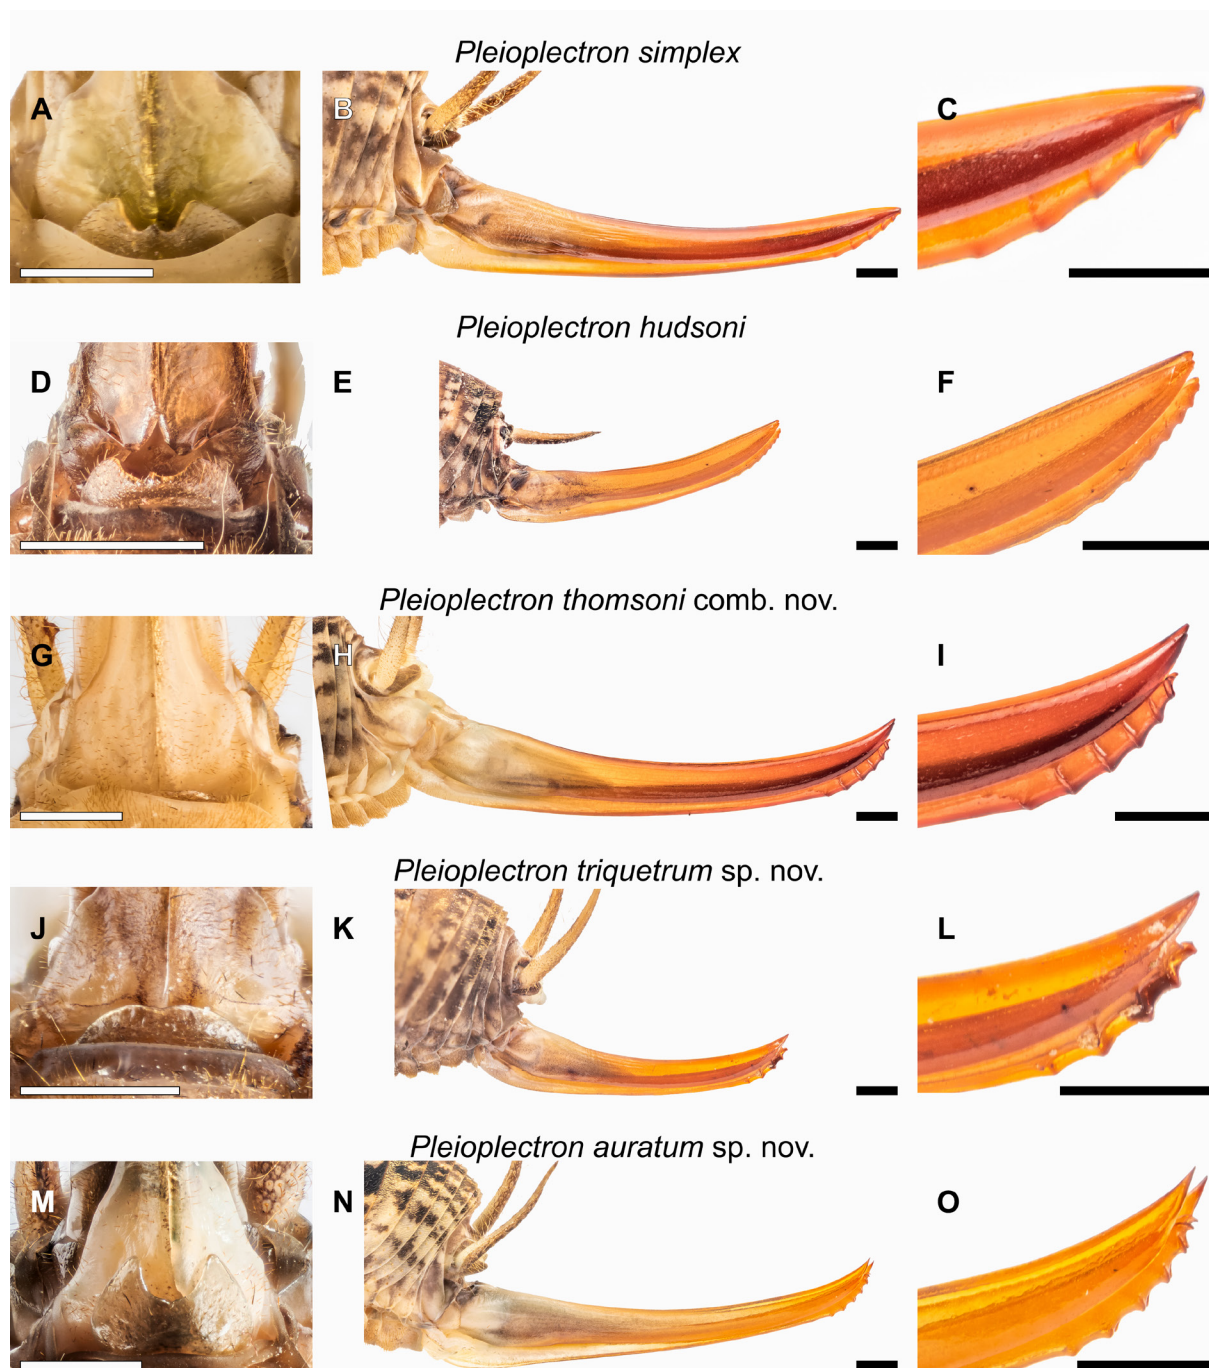 Pleioplectron simplex
A
B
C
Pleioplectron hudsoni
D
E
F
Pleioplectron thomsoni comb. nov.
G
H
I
Pleioplectron triquetrum sp. nov.
J
K
L
Pleioplectron auratum sp. nov.
M
N
O